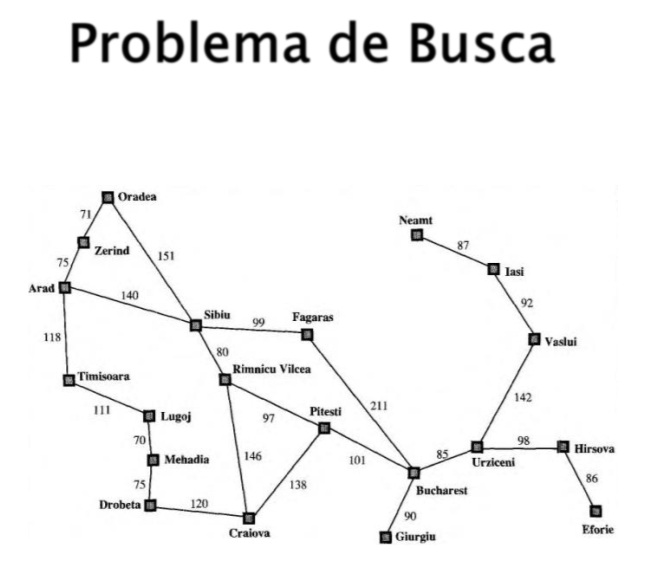 Problema de Busca
Oradea
71
Neamt
Zerind
87
151
75
Iasi
Arad
140
92
Sibiu
Fagaras
99
118
Vaslui
80
Rimnicu Vilcea
Timisoara
142
111
211
Pitesti
Lugoj
97
70
98
Hirsova
146
85
Mehadia
101
Urziceni
75
138
86
Bucharest
Drobeta
120
90
Eforie
Craiova
Giurgiu